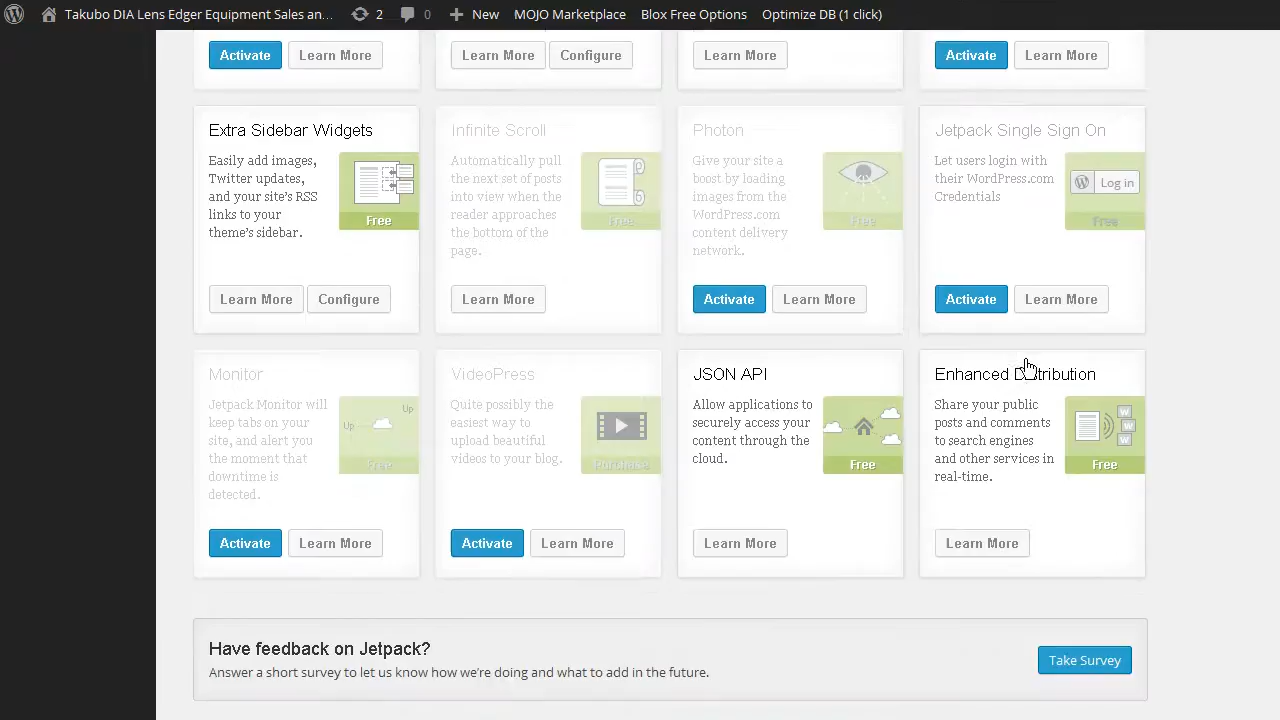 Takubo DIA Lens Edger Equipment Sales an... 2 0 New MOJO Marketplace Blox Free Options Optimize DB (1 click)
Activate Learn More
Learn More Configure
Learn More
Activate Learn More
Extra Sidebar Widgets
Easily add images,
Twitter updates,
and your site's RSS
links to your
theme's sidebar.
Free
Learn More Configure
Infinite Scroll
Automatically pull
the next set of posts
into view when the
reader approaches
the bottom of the
page.
Free
Learn More
Photon
Give your site a
boost by loading
images from the
WordPress.com
content delivery
network.
Free
Activate Learn More
Jetpack Single Sign On
Let users login with
their WordPress.com
Credentials
Log in
Free
Activate Learn More
Monitor
Jetpack Monitor will
keep tabs on your
site, and alert you
the moment that
downtime is
detected.
Up
Up
Free
Activate Learn More
VideoPress
Quite possibly the
easiest way to
upload beautiful
videos to your blog.
Purchase
Activate Learn More
JSON API
Allow applications to
securely access your
content through the
cloud.
Free
Learn More
Enhanced Distribution
Share your public
posts and comments
to search engines
and other services in
real-time.
W
W
W
Free
Learn More
Have feedback on Jetpack?
Answer a short survey to let us know how we're doing and what to add in the future.
Take Survey